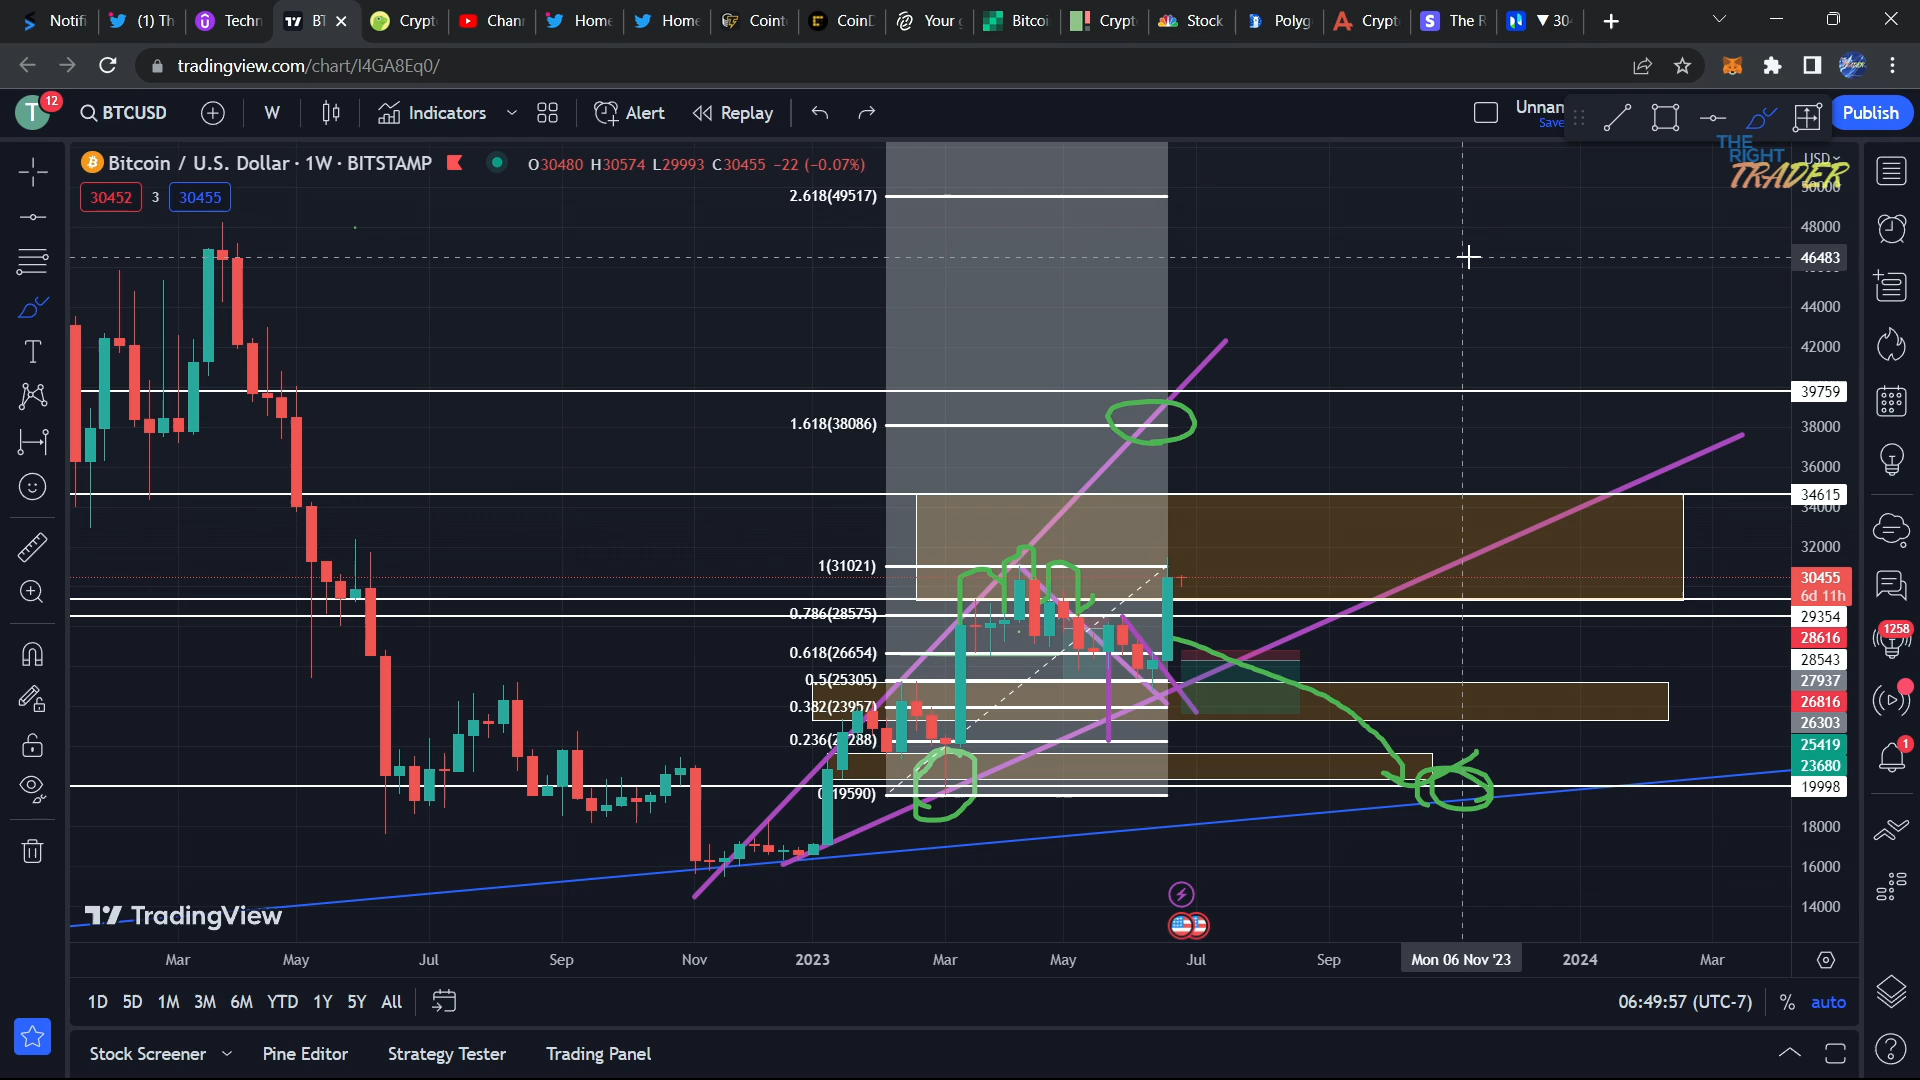 Notifi
(1) Th
Techn
BT
Crypt
Chan
Home
Home
Coint
CoinD
Your
Bitcoi
Crypt
Stock
Polyg
Crypt
The R
▼ 30
tradingview.com/chart/I4GA8Eq0/
T
12
BTCUSD
W
Indicators
Alert
Replay
Unnam
Save
Publish
THE RIGHT TRADER
Bitcoin / U.S. Dollar · 1W · BITSTAMP
O30480 H30574 L29993 C30455 −22 (−0.07%)
30452
3
30455
USD
50000
48000
46483
44000
42000
39759
38000
36000
34615
34000
32000
30455
6d 11h
29354
28616
28543
27937
26816
26303
25419
23680
19998
18000
16000
14000
2.618(49517)
1.618(38086)
1(31021)
0.786(28575)
0.618(26654)
0.5(25305)
0.382(23957)
0.236(22288)
0(19590)
TradingView
Mar
May
Jul
Sep
Nov
2023
Mar
May
Jul
Sep
Mon 06 Nov '23
2024
Mar
1D 5D 1M 3M 6M YTD 1Y 5Y All
06:49:57 (UTC-7)
%
auto
Stock Screener
Pine Editor
Strategy Tester
Trading Panel
1258
1